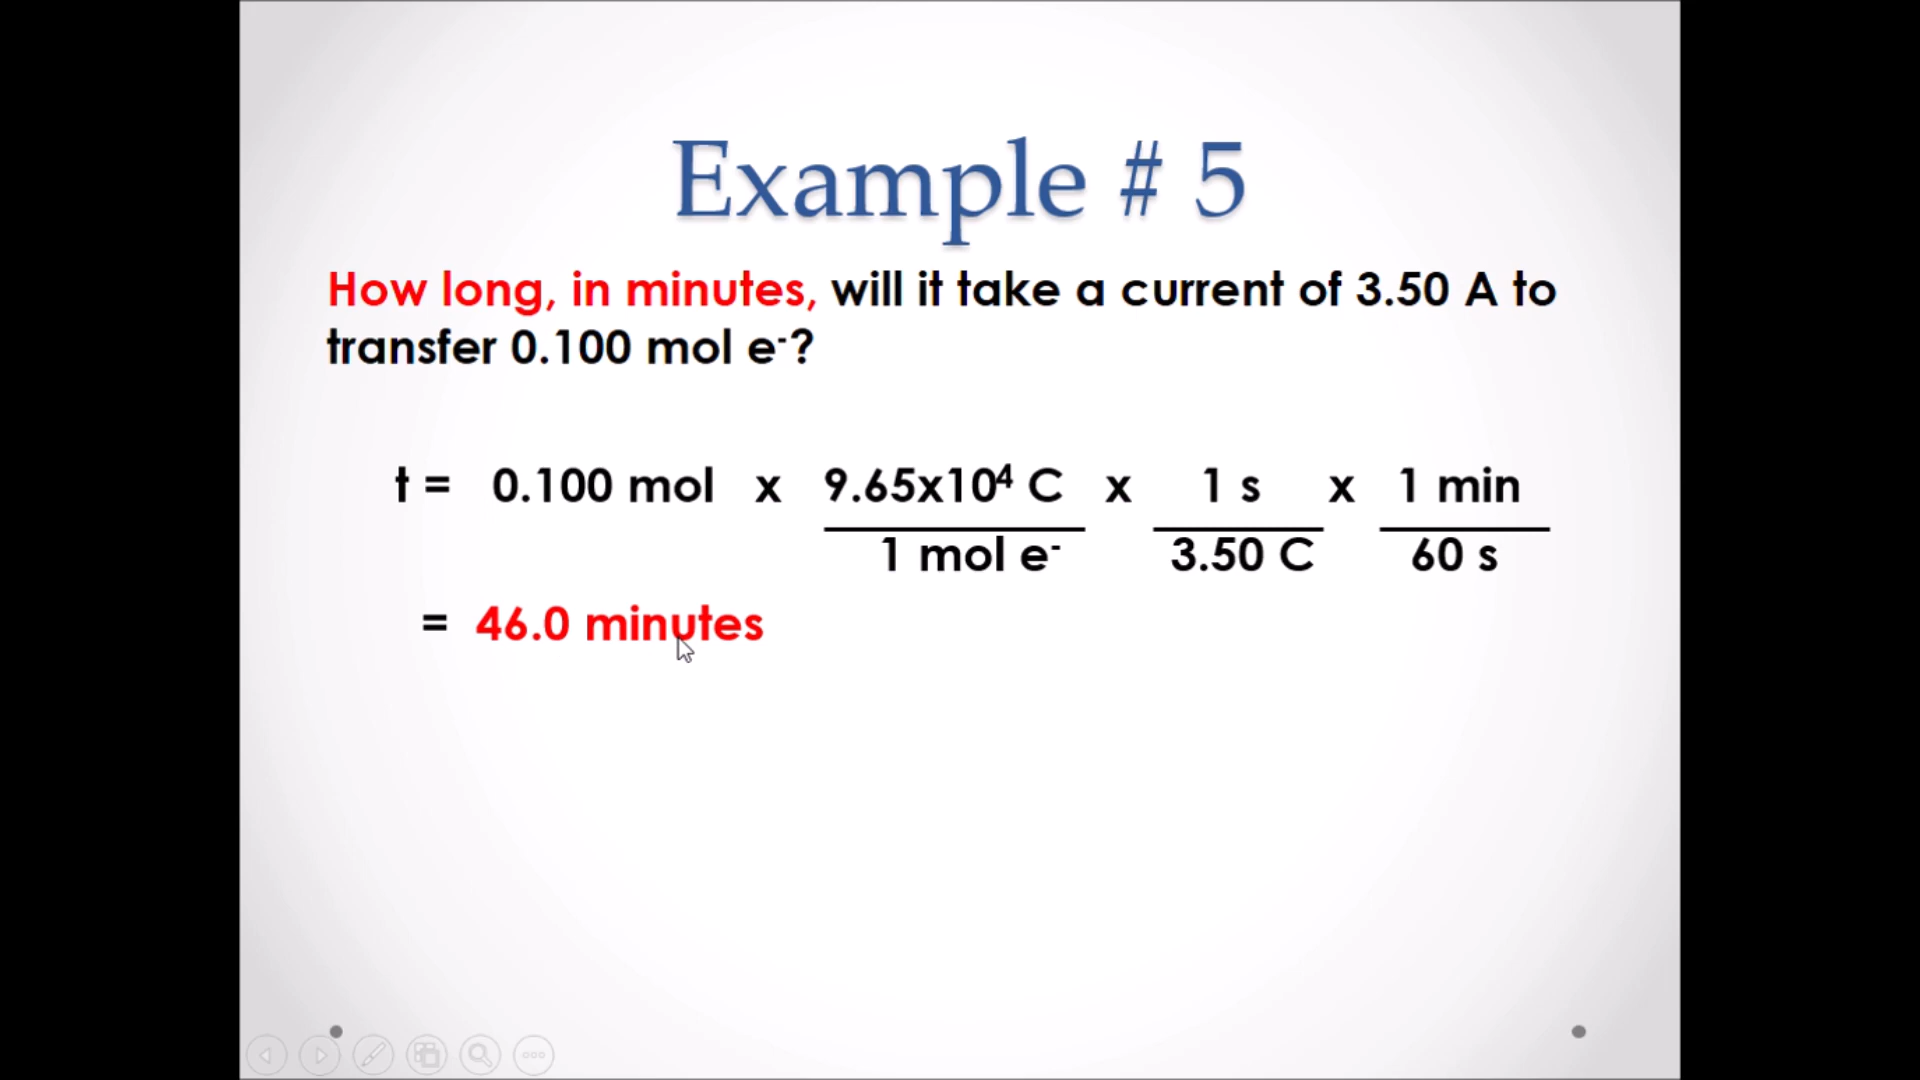 Example # 5
How long, in minutes, will it take a current of 3.50 A to
transfer 0.100 mol e⁻?
t = 0.100 mol x 9.65x10⁴ C x 1 s x 1 min
1 mol e⁻ 3.50 C 60 s
= 46.0 minutes